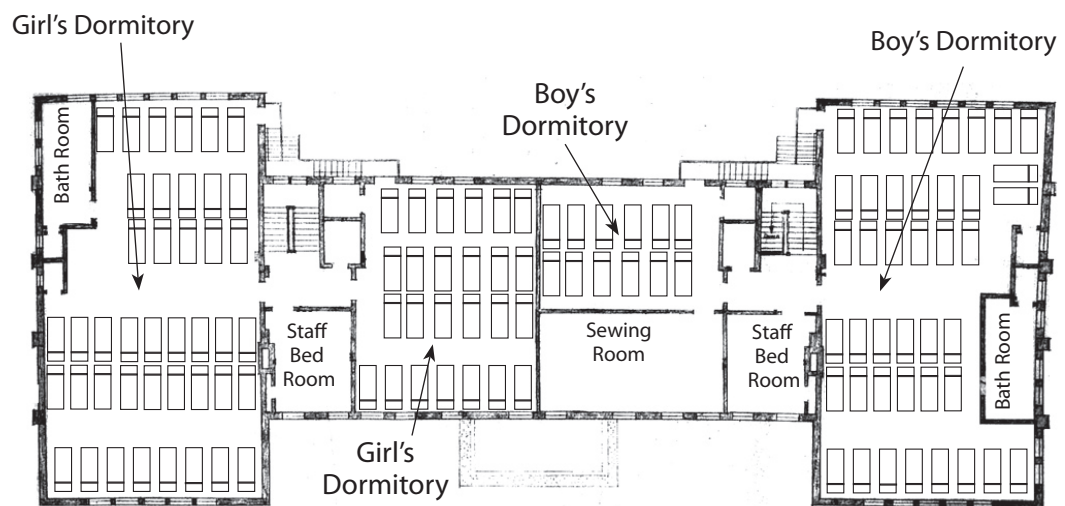 Girl’s Dormitory
Boy’s Dormitory
Boy’s
Dormitory
Bath Room
Staff
Bed
Room
Sewing
Room
Staff
Bed
Room
Bath Room
Girl’s
Dormitory